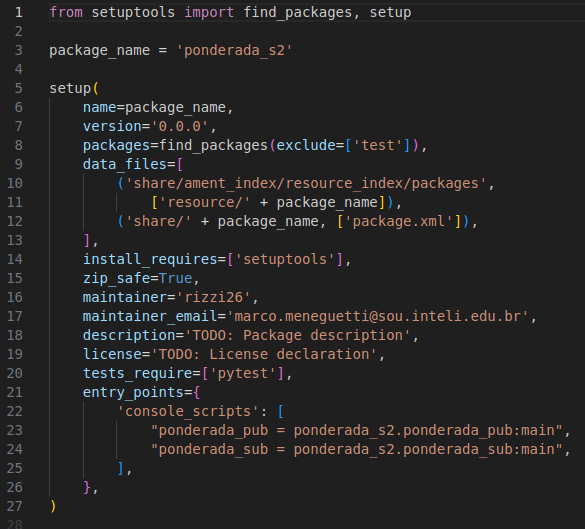 1 from setuptools import find_packages, setup
2
3 package_name = 'ponderada_s2'
4
5 setup(
6     name=package_name,
7     version='0.0.0',
8     packages=find_packages(exclude=['test']),
9     data_files=[
10         ('share/ament_index/resource_index/packages',
11             ['resource/' + package_name]),
12         ('share/' + package_name, ['package.xml']),
13     ],
14     install_requires=['setuptools'],
15     zip_safe=True,
16     maintainer='rizzi26',
17     maintainer_email='marco.meneguetti@sou.inteli.edu.br',
18     description='TODO: Package description',
19     license='TODO: License declaration',
20     tests_require=['pytest'],
21     entry_points={
22         'console_scripts': [
23             "ponderada_pub = ponderada_s2.ponderada_pub:main",
24             "ponderada_sub = ponderada_s2.ponderada_sub:main",
25         ],
26     },
27 )
28